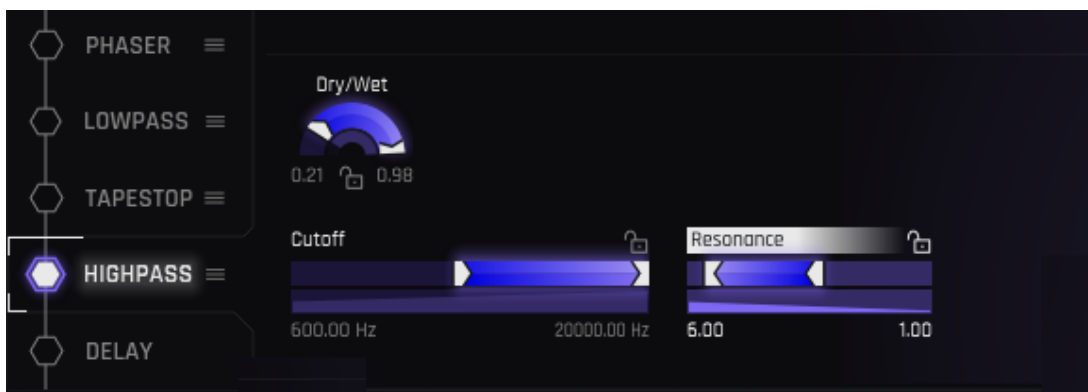 PHASER
LOWPASS
TAPESTOP
HIGHPASS
DELAY
Dry/Wet
0.21 0.98
Cutoff
600.00 Hz 20000.00 Hz
Resonance
6.00 1.00